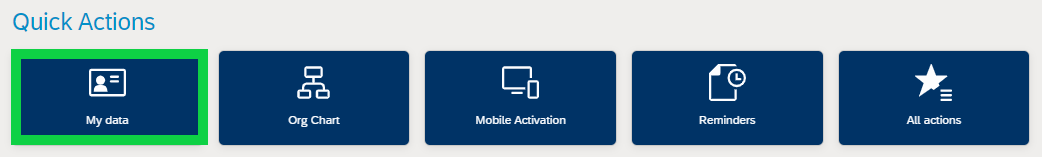 Quick Actions
My data
Org Chart
Mobile Activation
Reminders
All actions